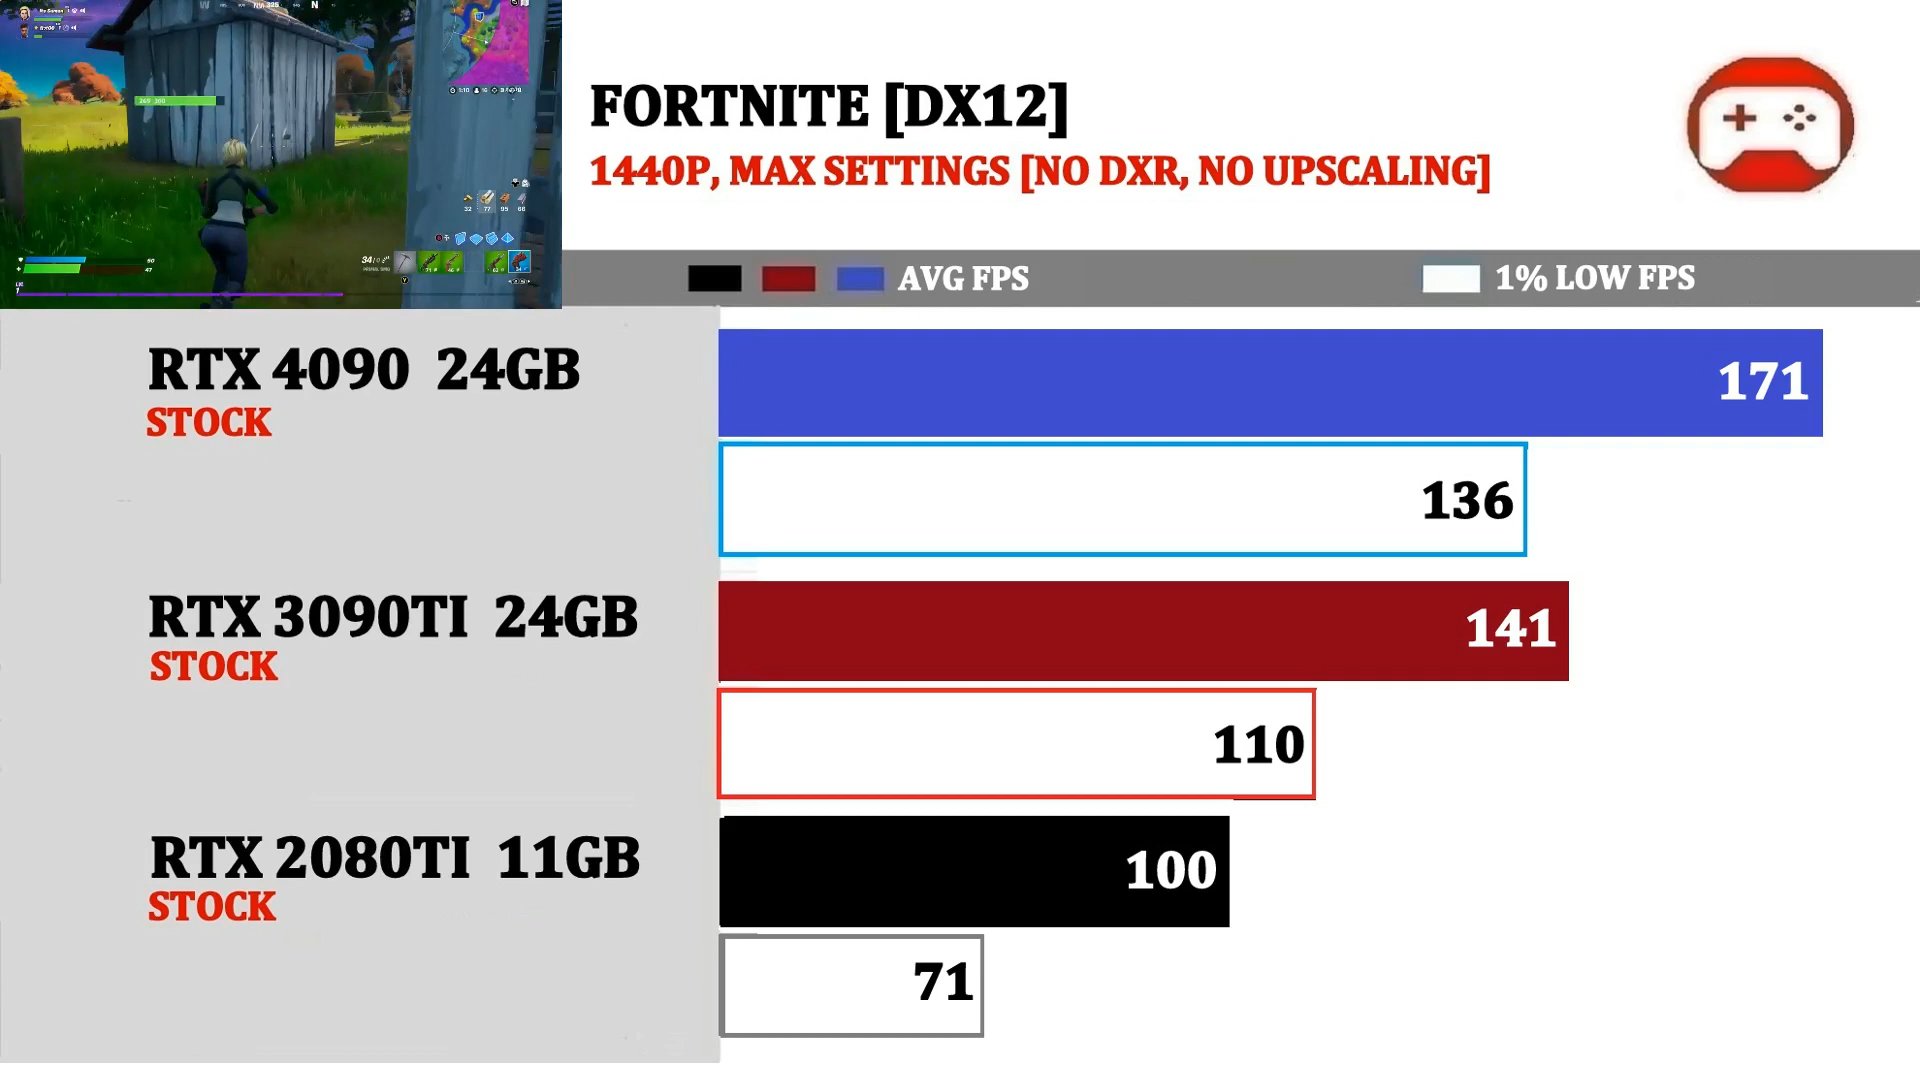 N
FORTNITE [DX12]
1440P, MAX SETTINGS [NO DXR, NO UPSCALING]
AVG FPS
1% LOW FPS
RTX 4090 24GB
STOCK
171
136
RTX 3090TI 24GB
STOCK
141
110
RTX 2080TI 11GB
STOCK
100
71